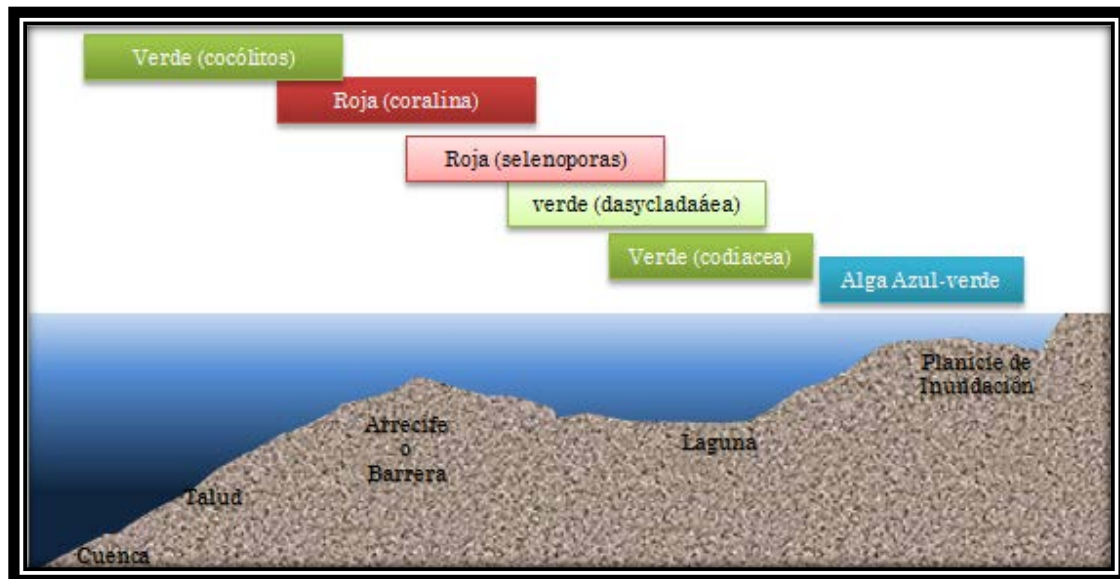 Verde (cocólitos)
Roja (coralina)
Roja (selenoporas)
verde (dasycladaáea)
Verde (codiacea)
Alga Azul-verde
Planicie de
Inundación
Arrecife
o
Barrera
Laguna
Talud
Cuenca